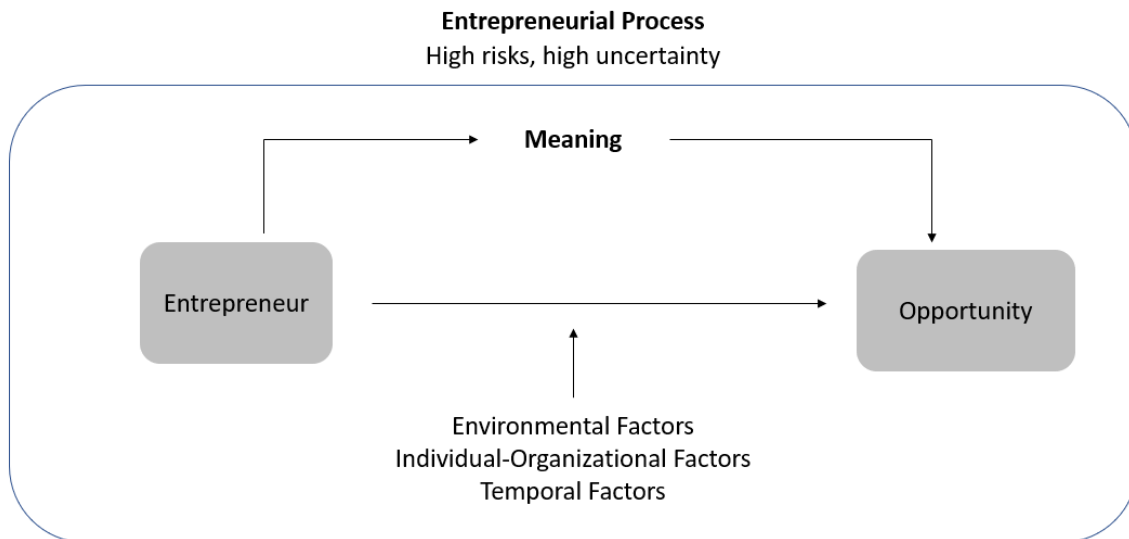 Entrepreneurial Process
High risks, high uncertainty
Meaning
Entrepreneur
Opportunity
Environmental Factors
Individual-Organizational Factors
Temporal Factors